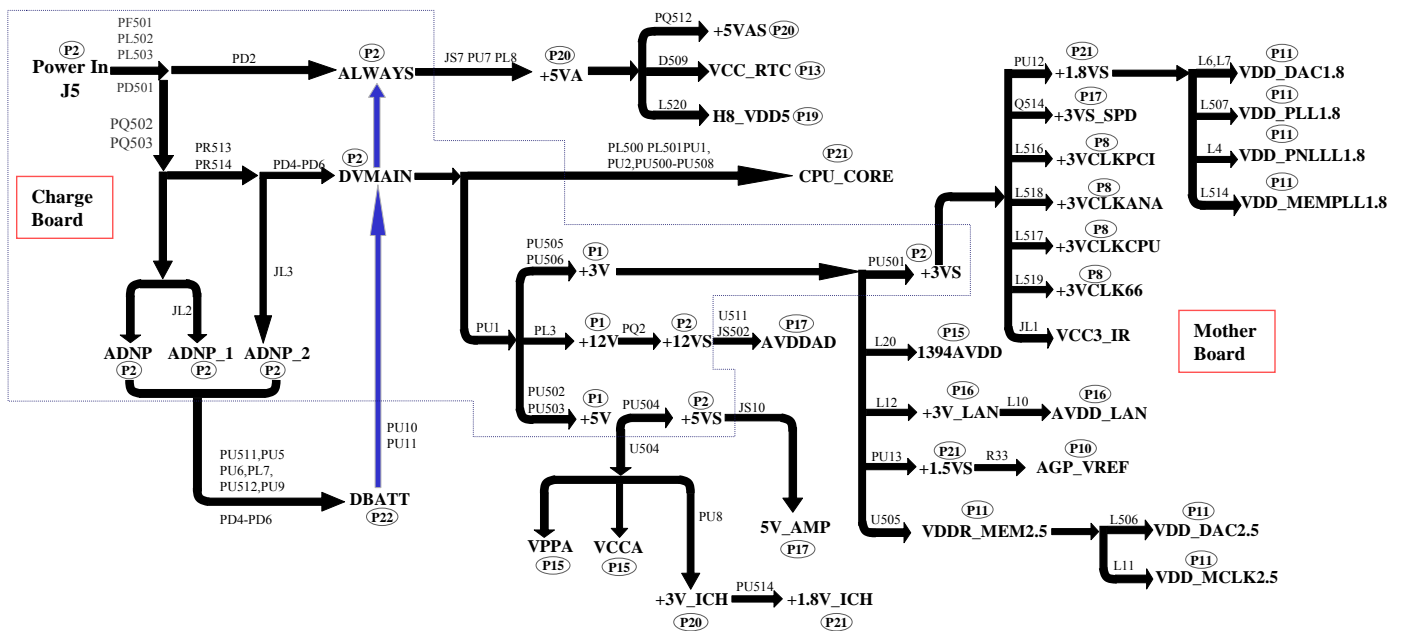 PF501
PL502
PL503
P2
Power In
J5
PD501
PD2
PQ502
PQ503
PR513
PR514
PD4-PD6
Charge
Board
P2
ALWAYS
JS7 PU7 PL8
P20
+5VA
PQ512
+5VAS P20
D509
VCC_RTC P13
L520
H8_VDD5 P19
P2
DVMAIN
PL500 PL501PU1,
PU2,PU500-PU508
P21
CPU_CORE
JL3
JL2
ADNP
P2
ADNP_1
P2
ADNP_2
P2
PU511,PU5
PU6,PL7,
PU512,PU9
PD4-PD6
PU10
PU11
DBATT
P22
PU1
PU505
PU506
P1
+3V
PL3
P1
+12V
PQ2
P2
+12VS
U511
JS502
P17
AVDDAD
PU502
PU503
P1
+5V
PU504
P2
+5VS
JS10
U504
5V_AMP
P17
VPPA
P15
VCCA
P15
PU8
+3V_ICH
P20
PU514
+1.8V_ICH
P21
PU501
P2
+3VS
L20
P15
1394AVDD
L12
P16
+3V_LAN
L10
P16
AVDD_LAN
PU13
P21
+1.5VS
R33
P10
AGP_VREF
U505
P11
VDDR_MEM2.5
L506
P11
VDD_DAC2.5
L11
P11
VDD_MCLK2.5
PU12
P21
+1.8VS
Q514
P17
+3VS_SPD
L516
P8
+3VCLKPCI
L518
P8
+3VCLKANA
L517
P8
+3VCLKCPU
L519
P8
+3VCLK66
JL1
VCC3_IR
L6,L7
P11
VDD_DAC1.8
L507
P11
VDD_PLL1.8
L4
P11
VDD_PNLLL1.8
L514
P11
VDD_MEMPLL1.8
Mother
Board